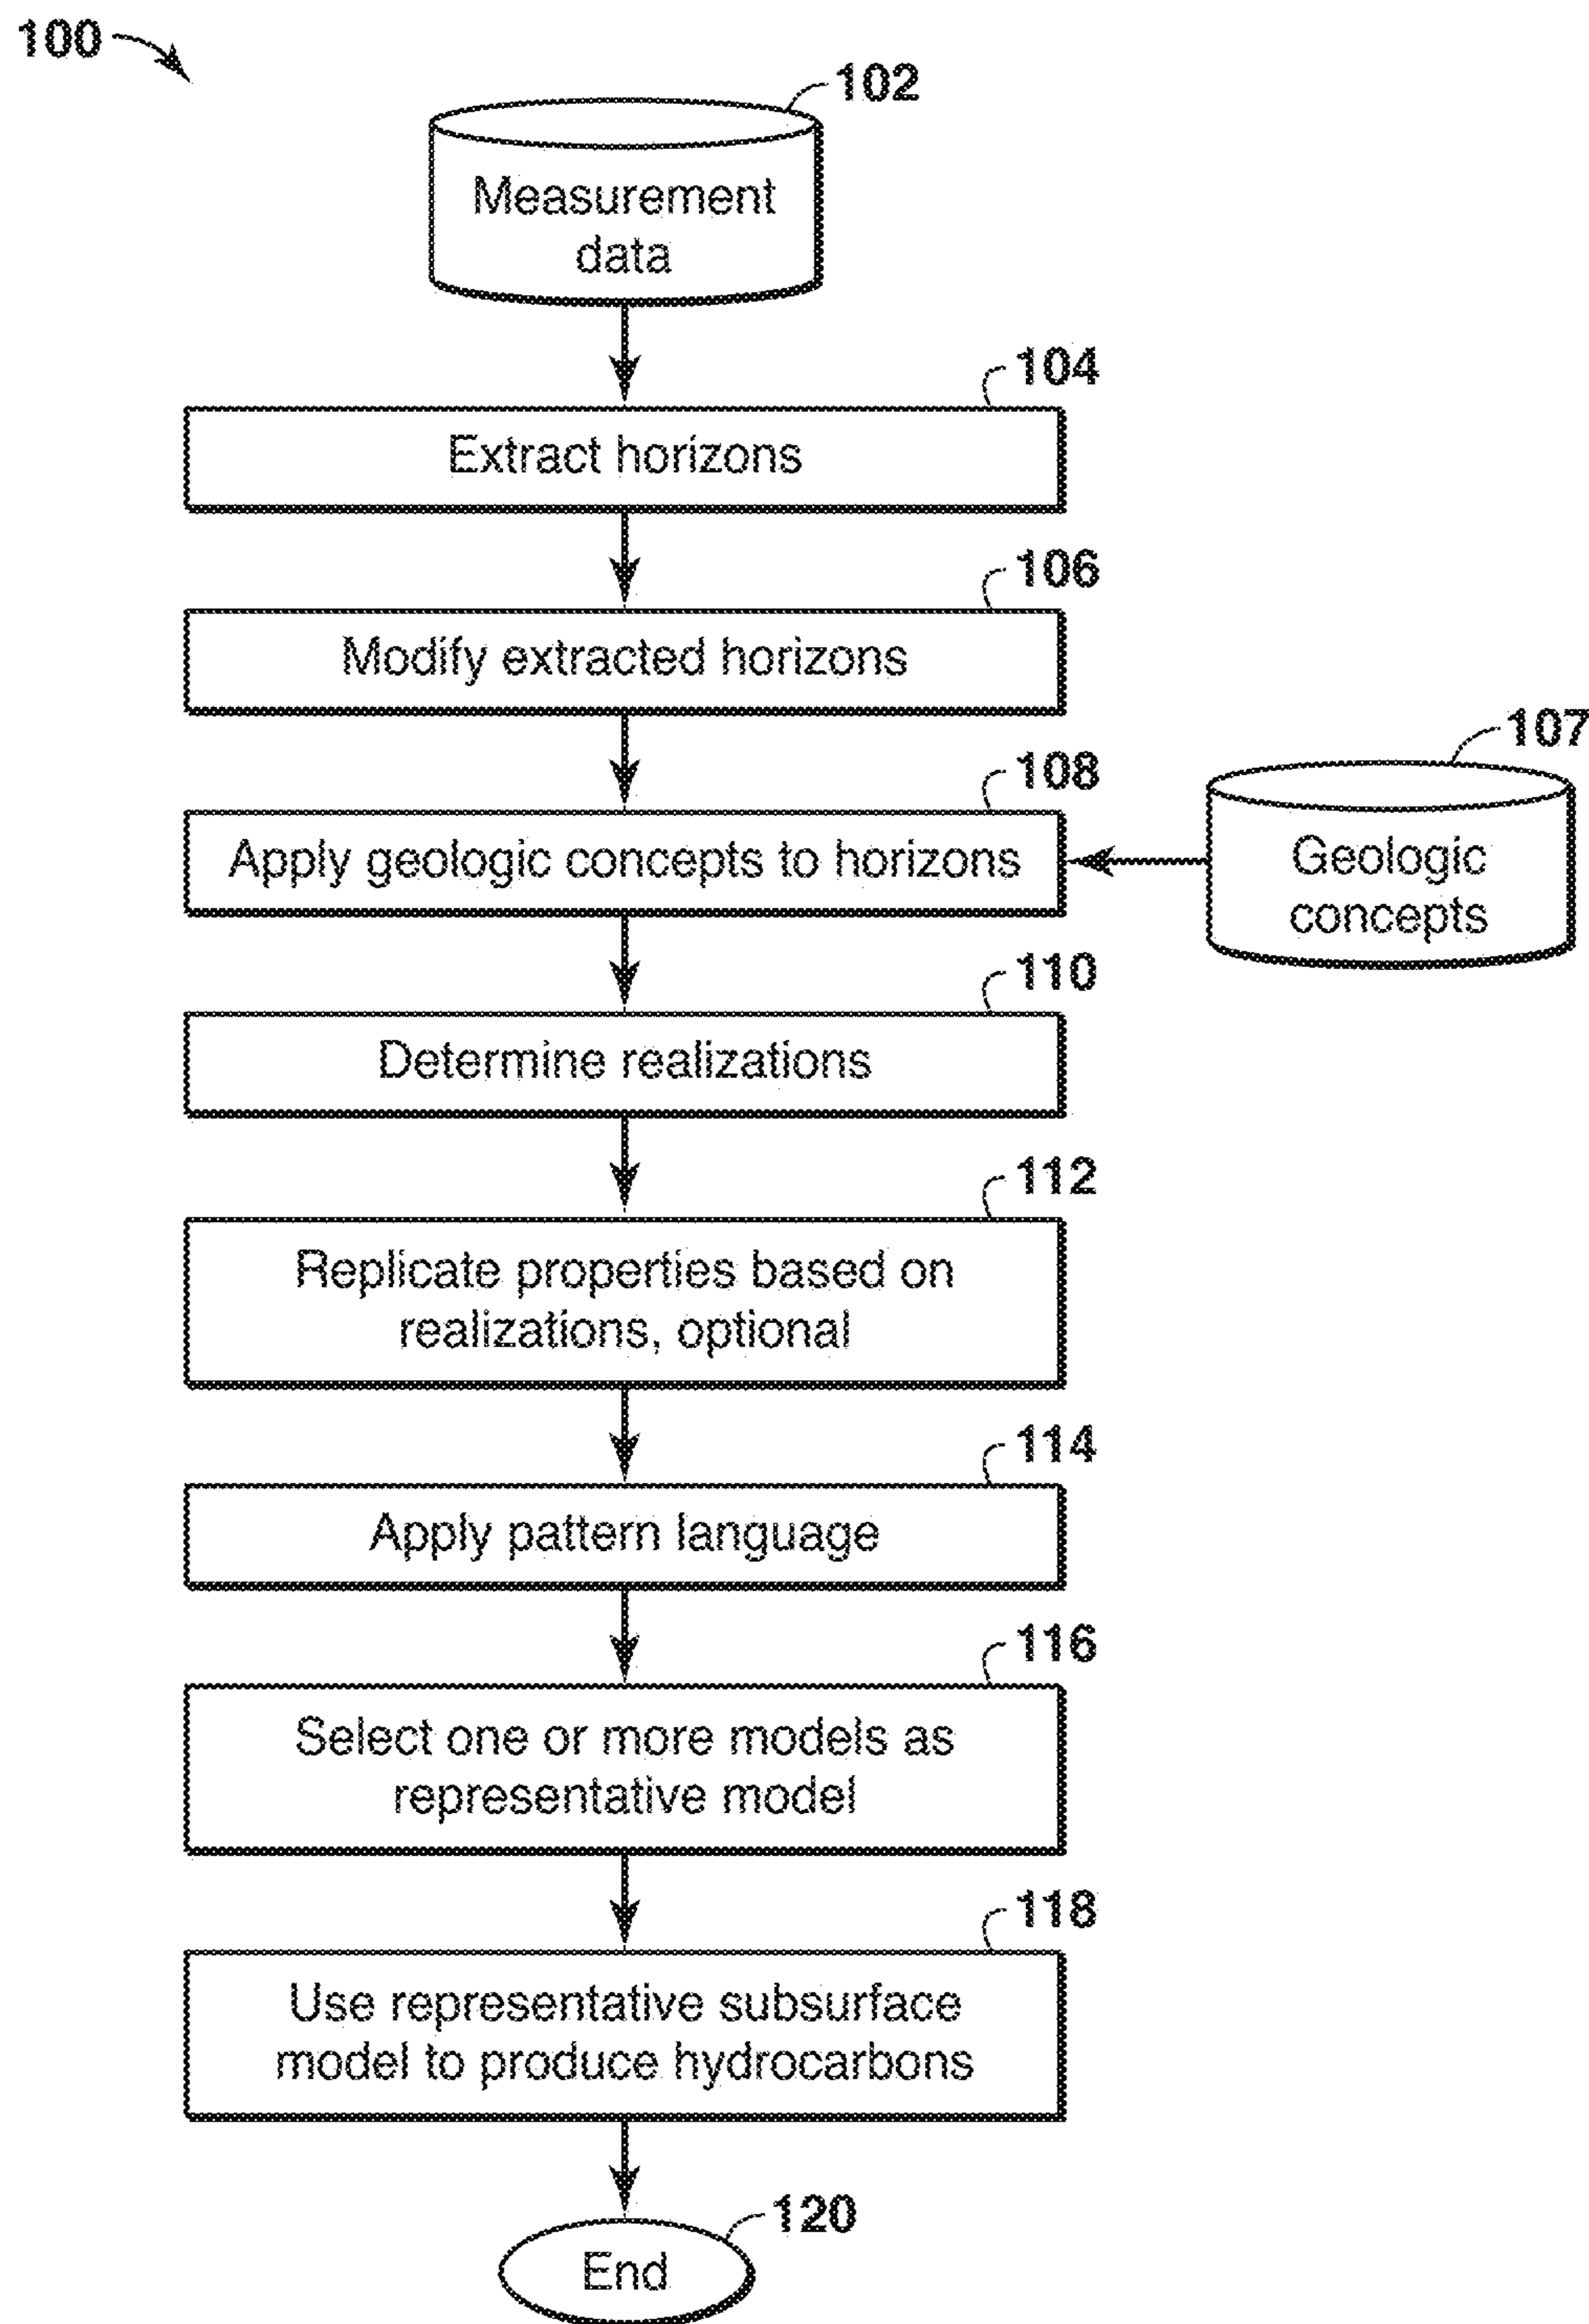 100
102
Measurement
data
104
Extract horizons
106
Modify extracted horizons
107
108
Apply geologic concepts to horizons
Geologic
concepts
110
Determine realizations
112
Replicate properties based on
realizations, optional
114
Apply pattern language
116
Select one or more models as
representative model
118
Use representative subsurface
model to produce hydrocarbons
120
End